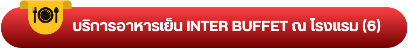 บริการอาหารเย็น INTER BUFFET ณ โรงแรม (6)